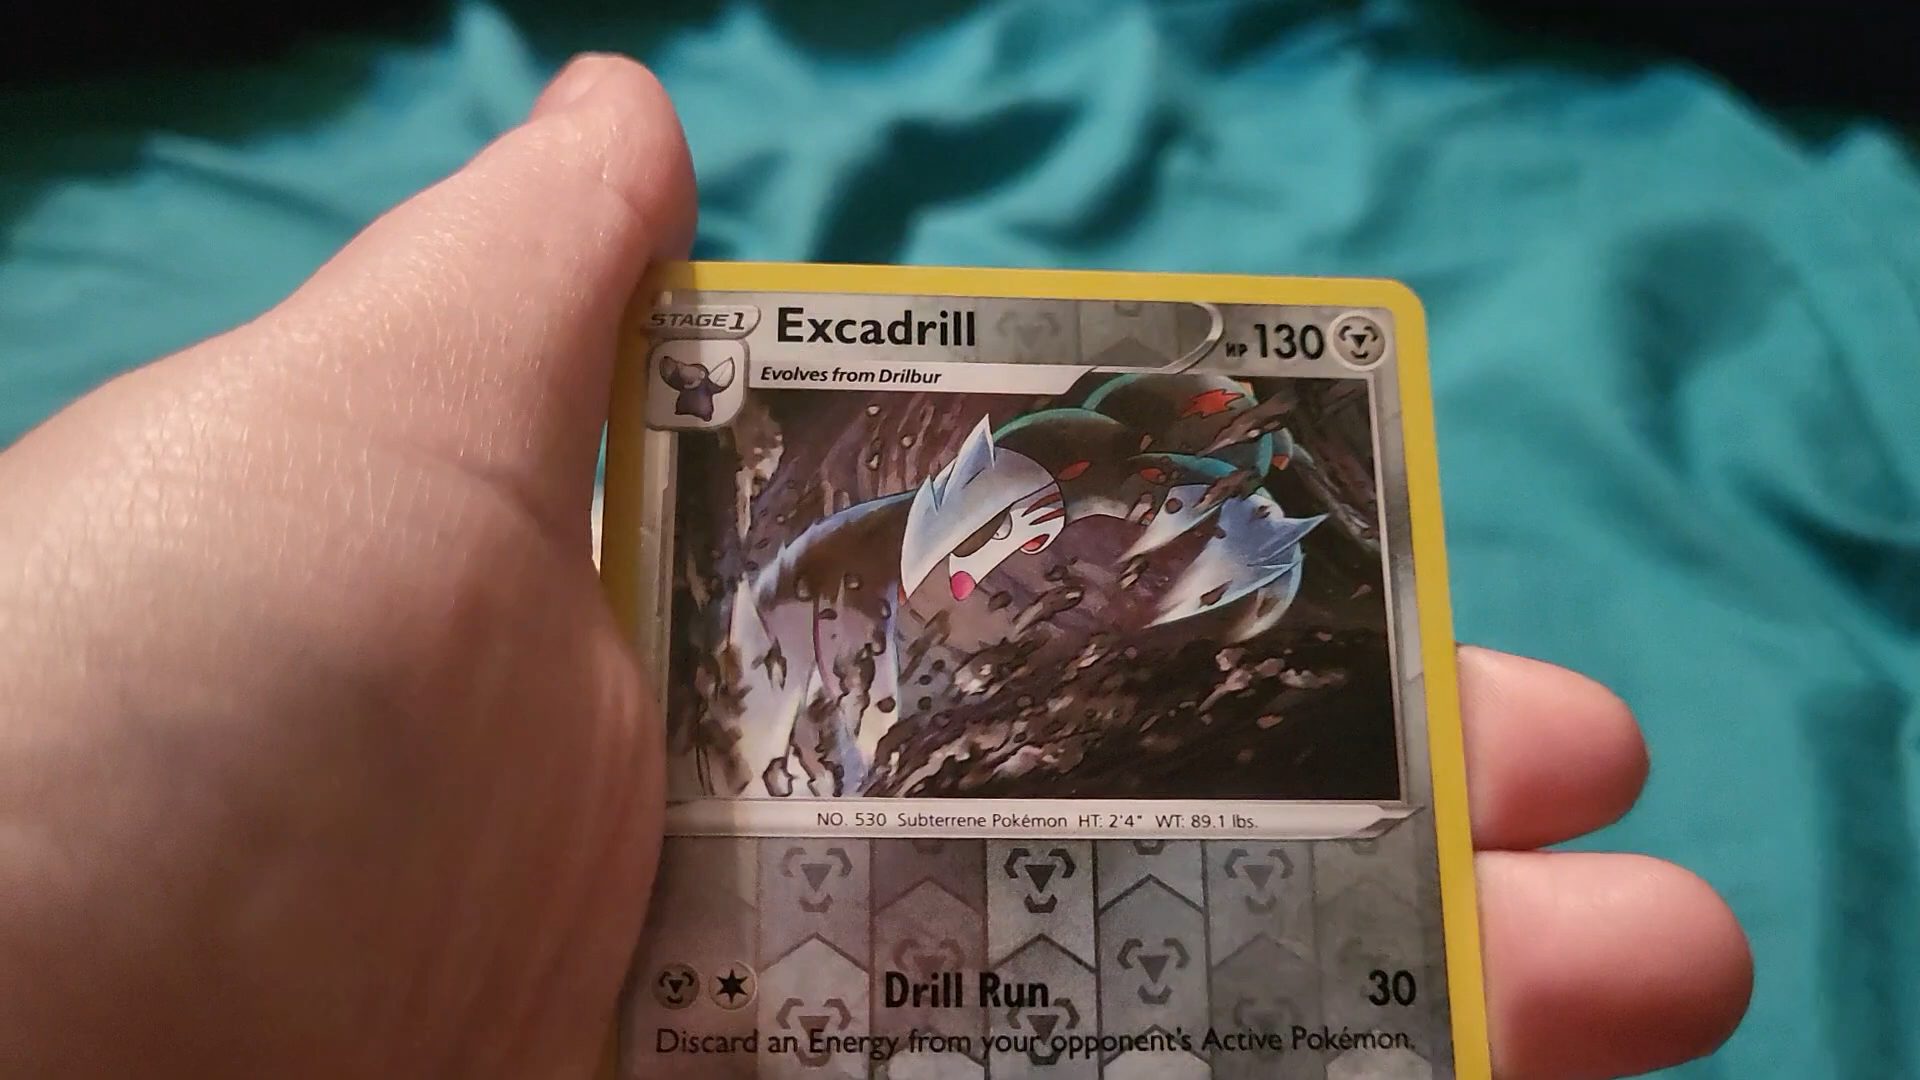 STAGE 1
Excadrill
HP 130
Evolves from Drilbur
NO. 530 Subterrene Pokémon HT: 2'4" WT: 89.1 lbs.
Drill Run 30
Discard an Energy from your opponent's Active Pokémon.